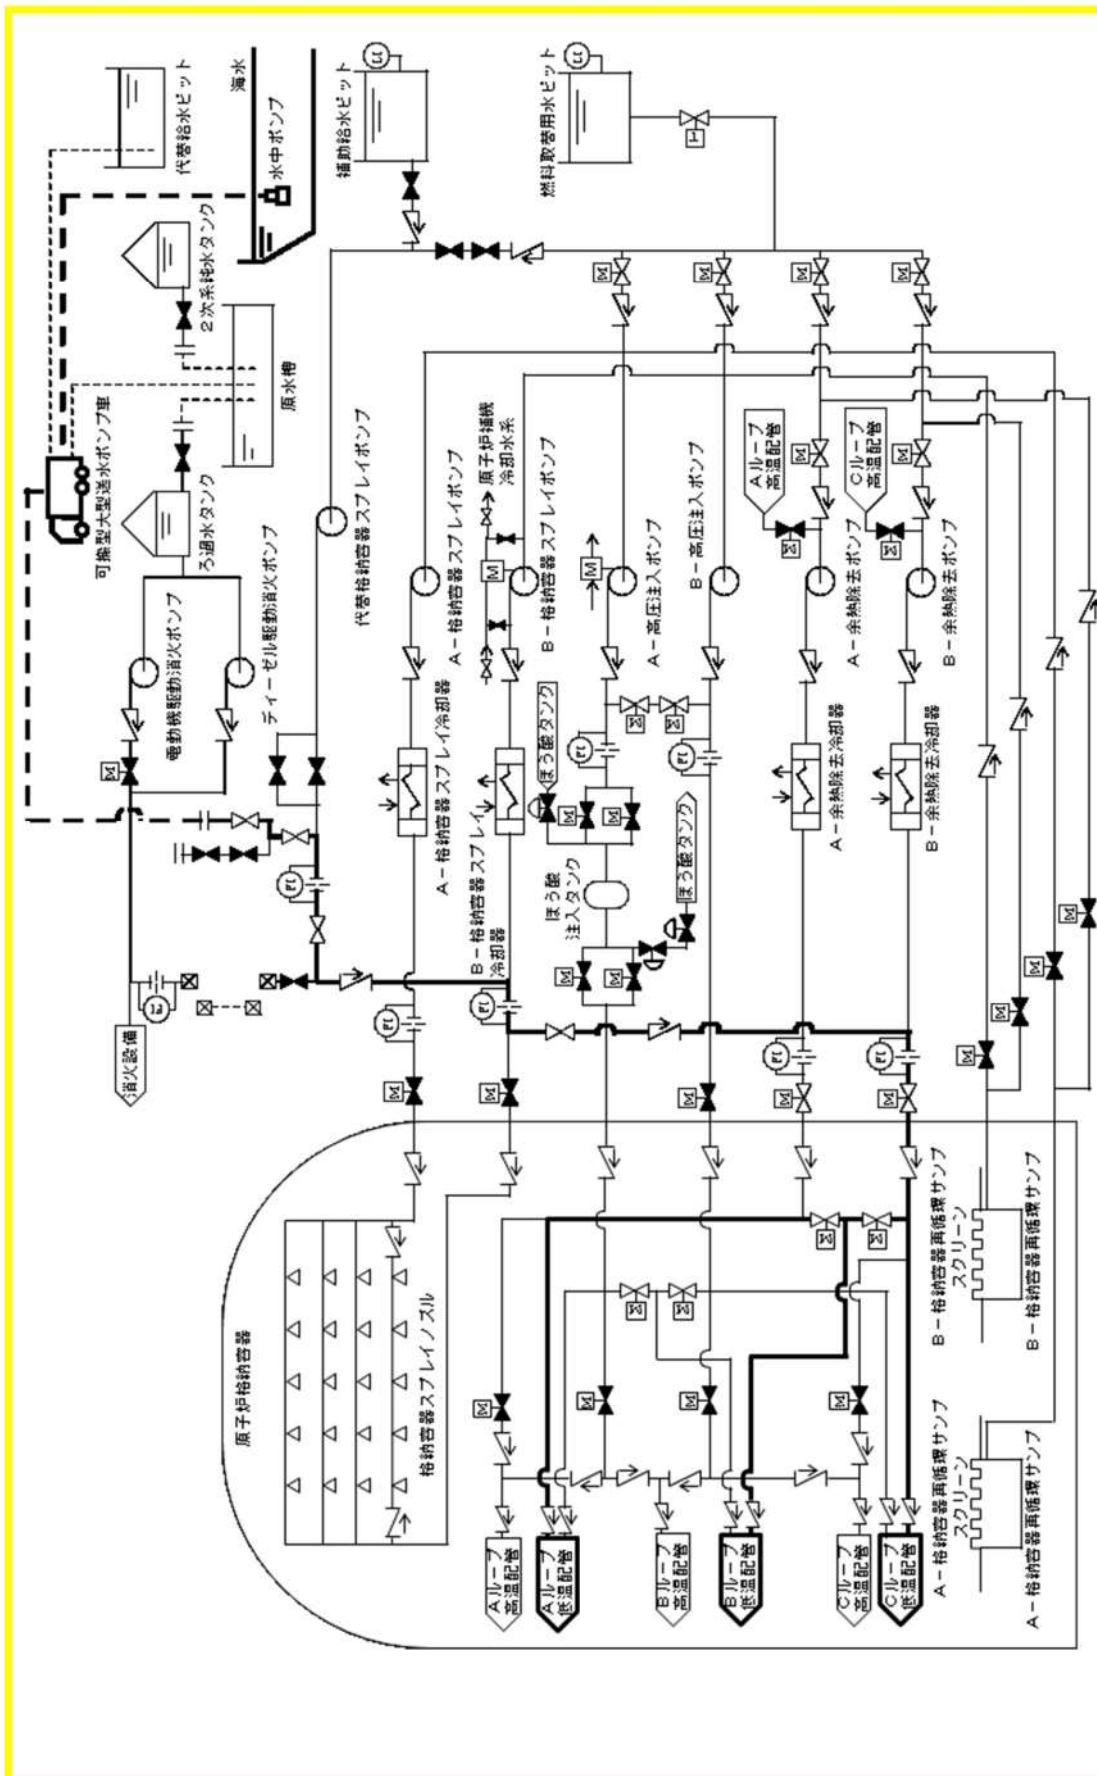 代替給水ピット
海水
水中ポンプ
補助給水ピット
燃料取替用水ピット
2次系純水タンク
原水槽
可搬型大型送水ポンプ車
ろ過水タンク
電動機駆動消火ポンプ
ディーゼル駆動消火ポンプ
消火設備
代替格納容器スプレイポンプ
A-格納容器スプレイポンプ
原子炉補機
冷却水系
B-格納容器スプレイポンプ
A-高圧注入ポンプ
B-高圧注入ポンプ
Aループ
高温配管
Cループ
高温配管
A-余熱除去ポンプ
B-余熱除去ポンプ
A-格納容器スプレイ冷却器
B-格納容器スプレイ
冷却器
ほう酸タンク
ほう酸
注入タンク
ほう酸タンク
A-余熱除去冷却器
B-余熱除去冷却器
原子炉格納容器
格納容器スプレイノズル
Aループ
高温配管
Aループ
低温配管
Bループ
高温配管
Bループ
低温配管
Cループ
高温配管
Cループ
低温配管
B-格納容器再循環サンプ
スクリーン
B-格納容器再循環サンプ
A-格納容器再循環サンプ
スクリーン
A-格納容器再循環サンプ